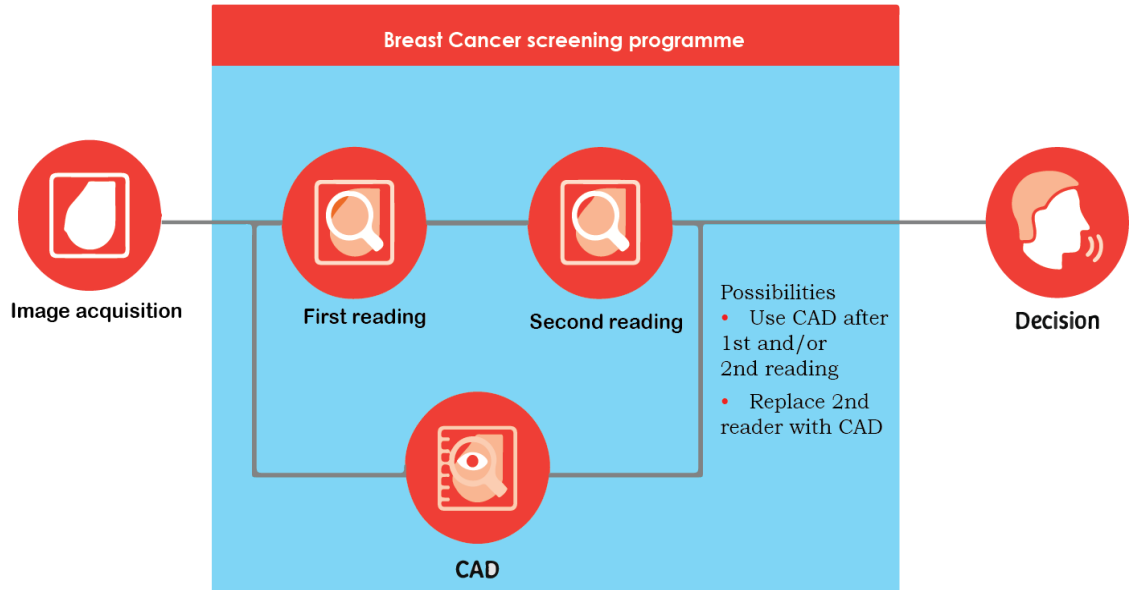 Breast Cancer screening programme
Image acquisition
First reading
Second reading
Possibilities
• Use CAD after
1st and/or
2nd reading
• Replace 2nd
reader with CAD
Decision
CAD